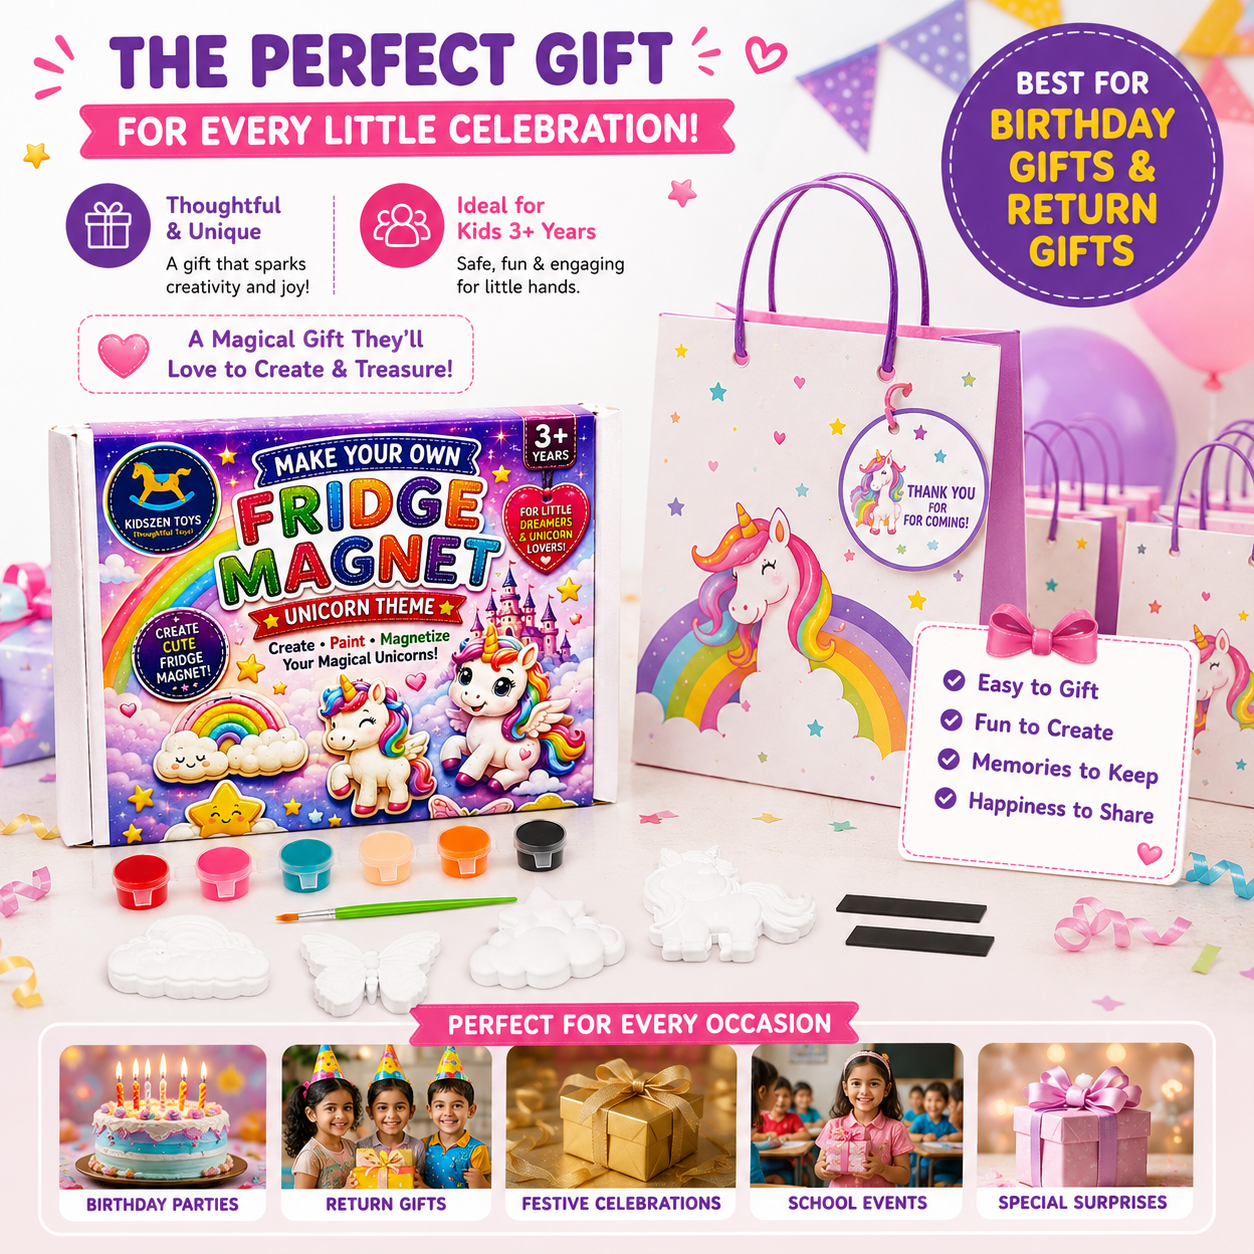 THE PERFECT GIFT
FOR EVERY LITTLE CELEBRATION!
BEST FOR
BIRTHDAY
GIFTS &
RETURN
GIFTS
Thoughtful
& Unique
A gift that sparks
creativity and joy!
Ideal for
Kids 3+ Years
Safe, fun & engaging
for little hands.
A Magical Gift They'll
Love to Create & Treasure!
KIDSZEN TOYS
(Thoughtful Toys)
MAKE YOUR OWN
FRIDGE
MAGNET
UNICORN THEME
Create • Paint • Magnetize
Your Magical Unicorns!
3+
YEARS
FOR LITTLE
DREAMERS
& UNICORN
LOVERS!
CREATE
CUTE
FRIDGE
MAGNET!
THANK YOU
FOR
FOR COMING!
Easy to Gift
Fun to Create
Memories to Keep
Happiness to Share
PERFECT FOR EVERY OCCASION
BIRTHDAY PARTIES
RETURN GIFTS
FESTIVE CELEBRATIONS
SCHOOL EVENTS
SPECIAL SURPRISES